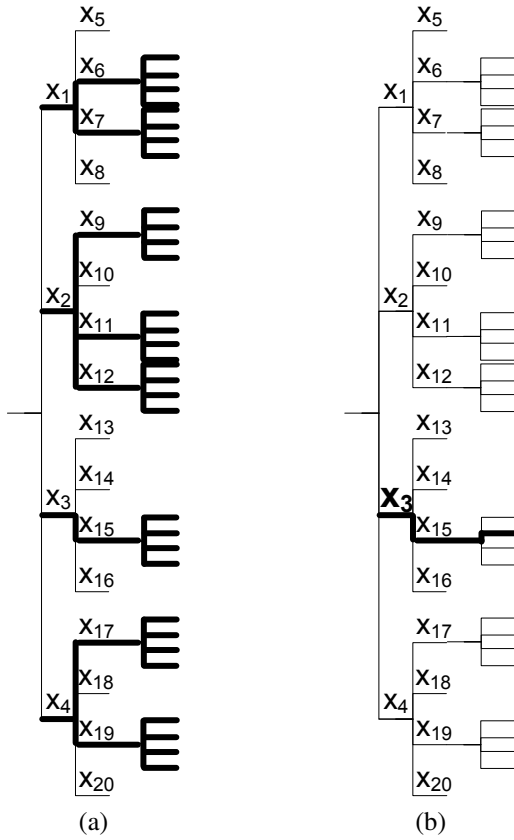 x₅
x₆
x₁
x₇
x₈
x₉
x₁₀
x₂
x₁₁
x₁₂
x₁₃
x₁₄
x₃
x₁₅
x₁₆
x₁₇
x₁₈
x₄
x₁₉
x₂₀
(a)
x₅
x₆
x₁
x₇
x₈
x₉
x₁₀
x₂
x₁₁
x₁₂
x₁₃
x₁₄
x₃
x₁₅
x₁₆
x₁₇
x₁₈
x₄
x₁₉
x₂₀
(b)